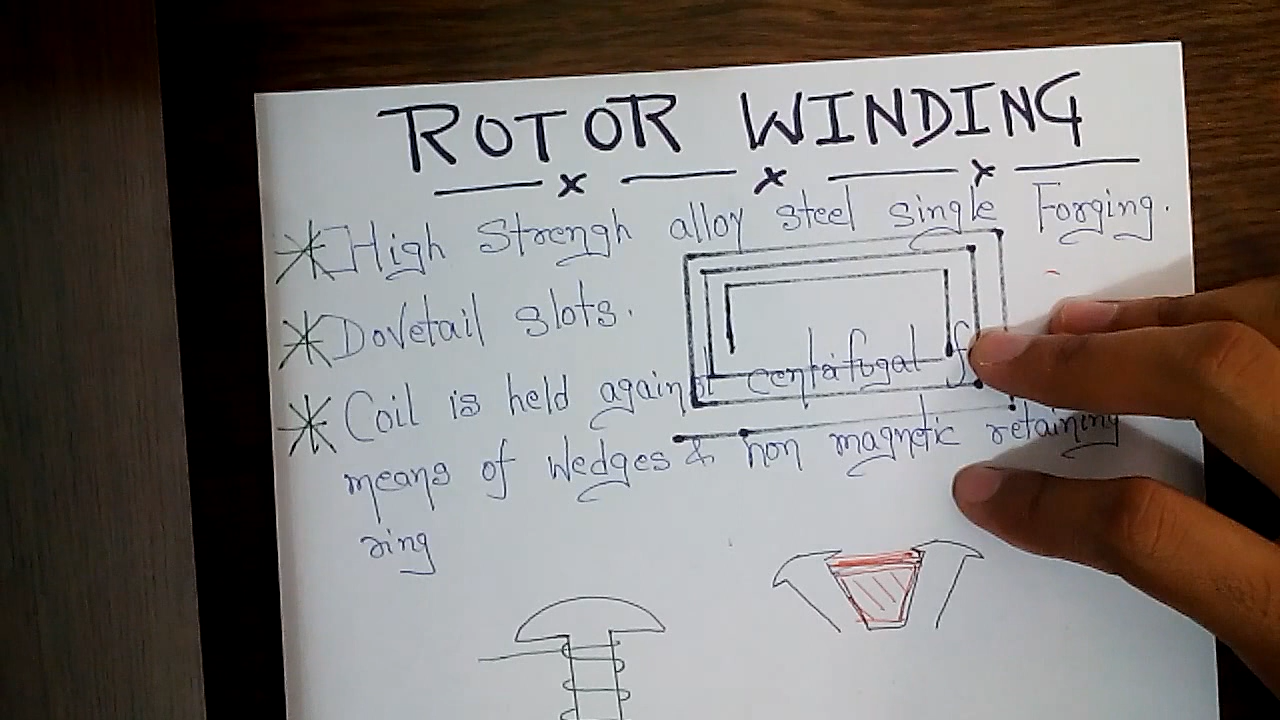 ROTOR WINDING
High Strengh alloy steel single Forging.
Dovetail slots.
Coil is held against centrifugal
means of Wedges & non magnetic retaining
ring